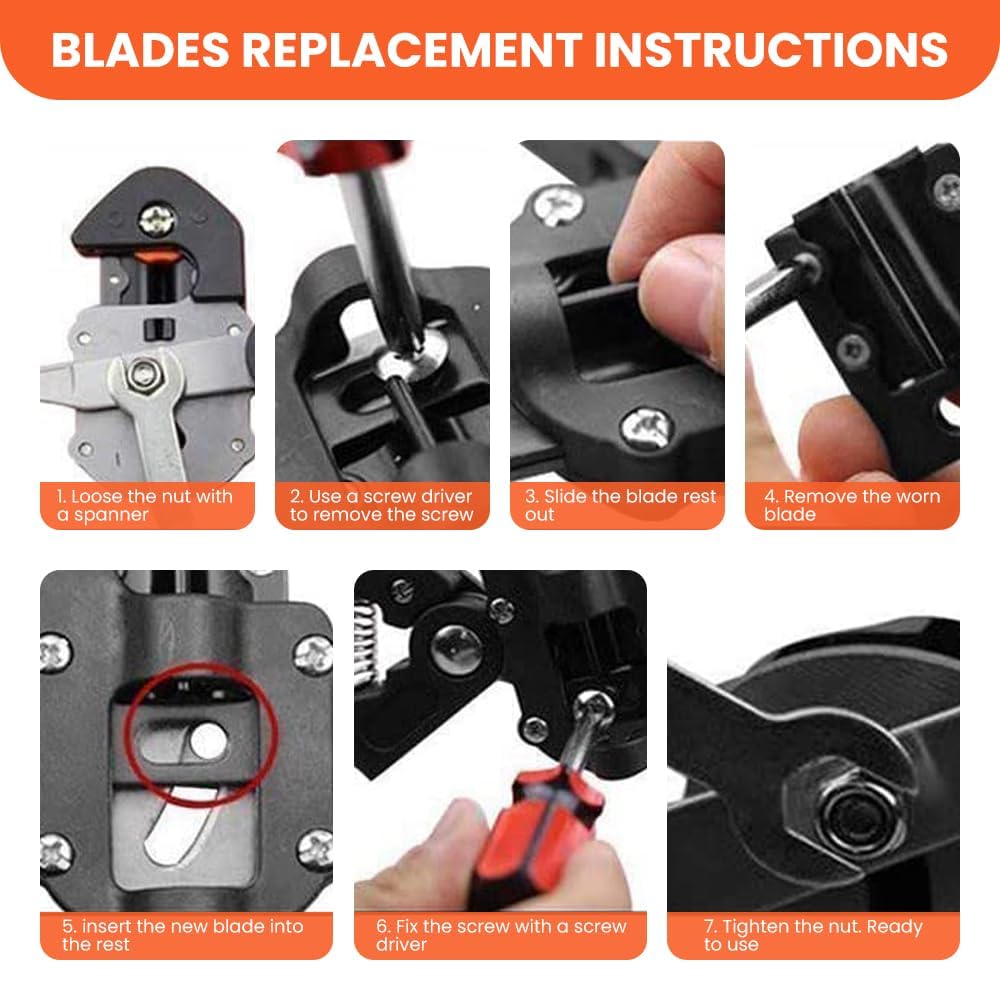 BLADES REPLACEMENT INSTRUCTIONS
1. Loose the nut with
a spanner
2. Use a screw driver
to remove the screw
3. Slide the blade rest
out
4. Remove the worn
blade
5. insert the new blade into
the rest
6. Fix the screw with a screw
driver
7. Tighten the nut. Ready
to use